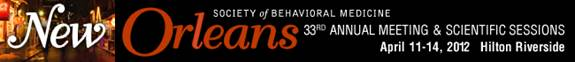 New Orleans
SOCIETY of BEHAVIORAL MEDICINE
33RD ANNUAL MEETING & SCIENTIFIC SESSIONS
April 11-14, 2012 Hilton Riverside